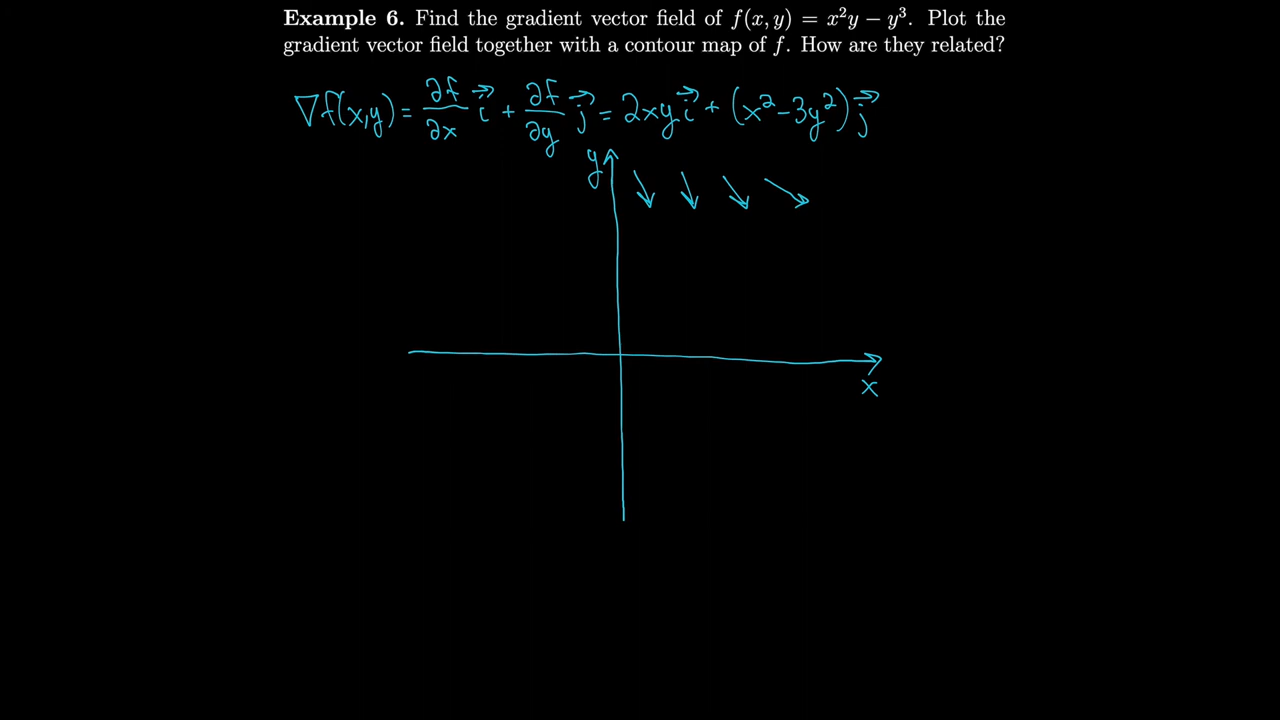 Example 6. Find the gradient vector field of f(x, y) = x²y − y³. Plot the
gradient vector field together with a contour map of f. How are they related?
∇f(x,y) = ∂f/∂x i⃗ + ∂f/∂y j⃗ = 2xy i⃗ + (x² − 3y²) j⃗
y
x